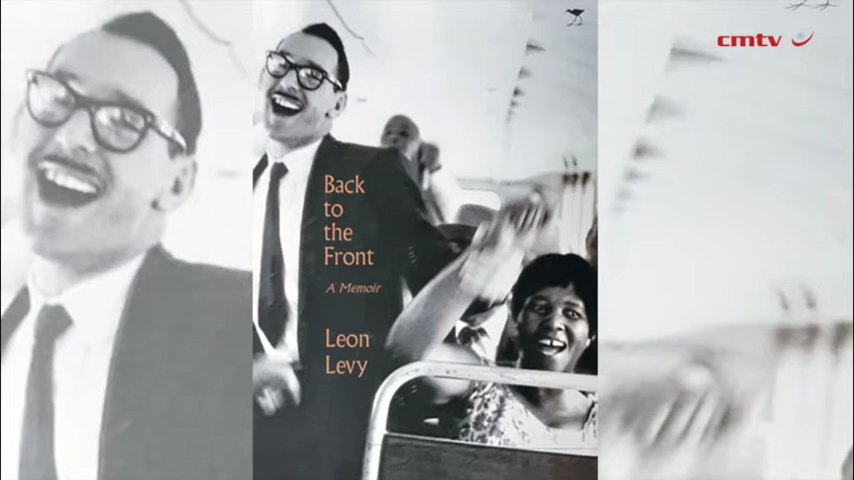 cmtv
Back
to
the
Front
A Memoir
Leon
Levy